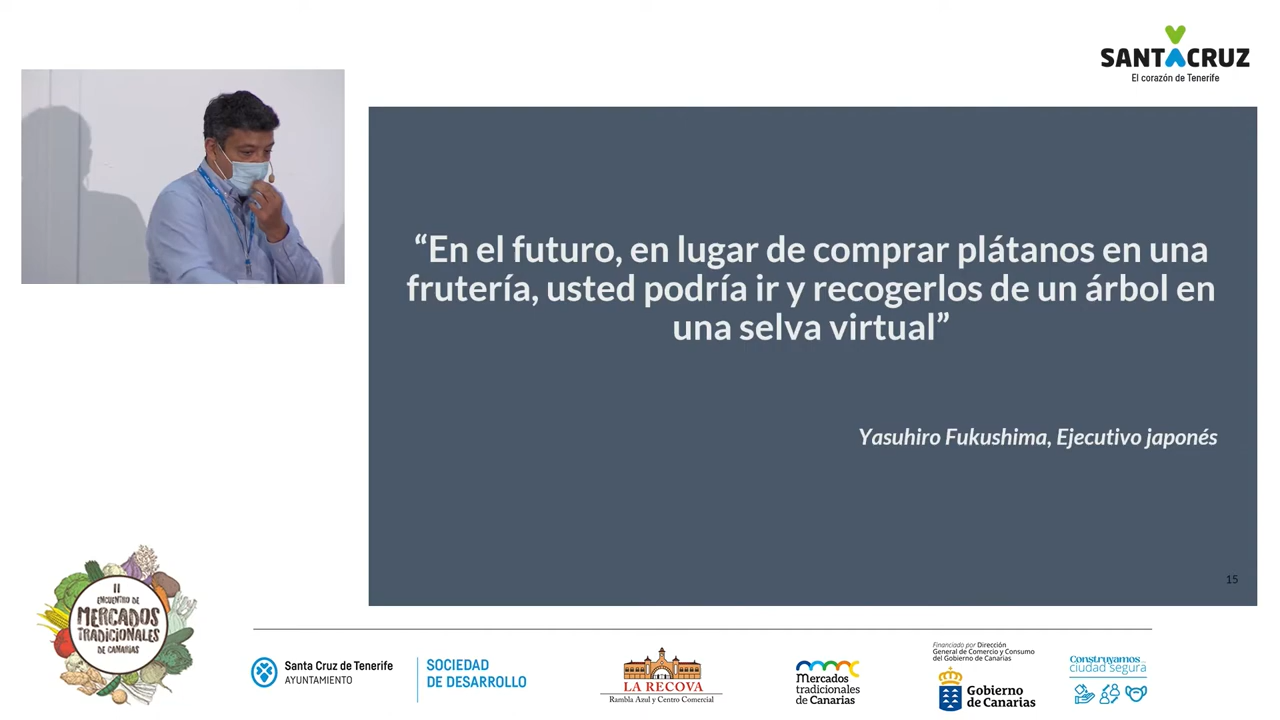 SANTACRUZ
El corazón de Tenerife
“En el futuro, en lugar de comprar plátanos en una
frutería, usted podría ir y recogerlos de un árbol en
una selva virtual”
Yasuhiro Fukushima, Ejecutivo japonés
15
II
ENCUENTRO DE
MERCADOS
TRADICIONALES
DE CANARIAS
Santa Cruz de Tenerife
AYUNTAMIENTO
SOCIEDAD
DE DESARROLLO
LA RECOVA
Rambla Azul y Centro Comercial
Mercados
tradicionales
de Canarias
Financiado por Dirección
General de Comercio y Consumo
del Gobierno de Canarias
Gobierno
de Canarias
Construyamos
ciudad segura